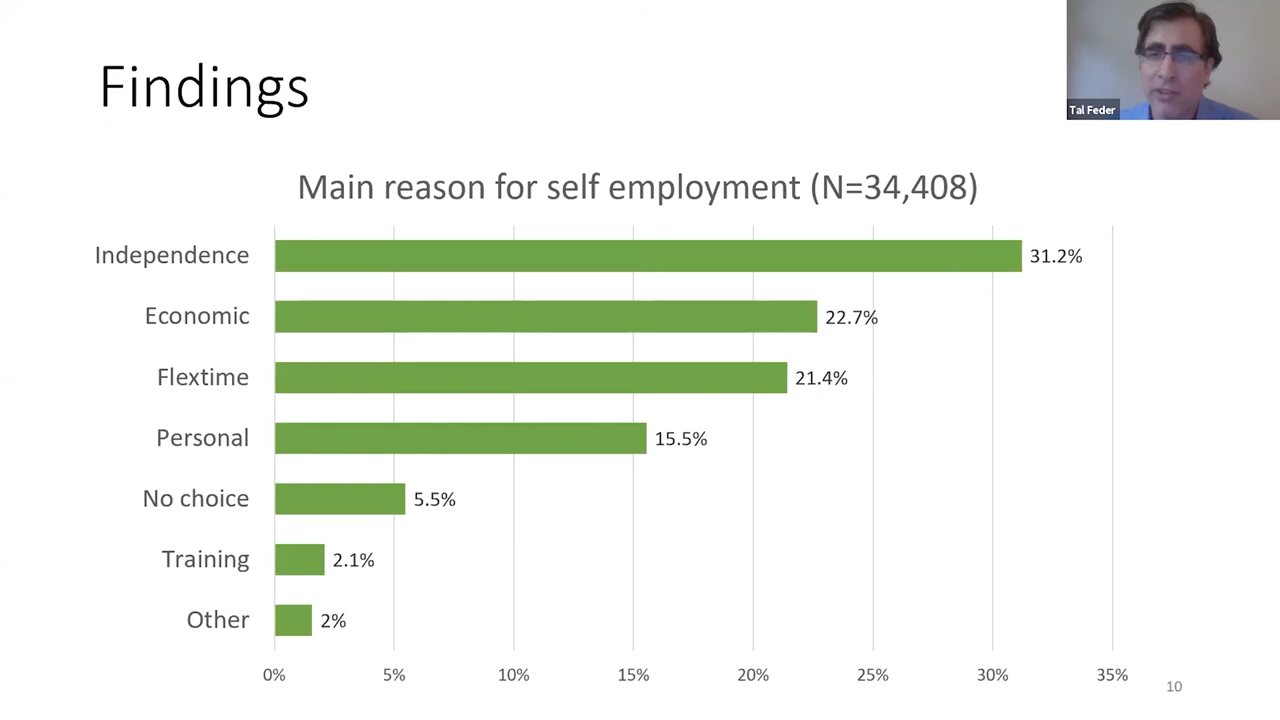 Tal Feder
Findings
Main reason for self employment (N=34,408)
Independence 31.2%
Economic 22.7%
Flextime 21.4%
Personal 15.5%
No choice 5.5%
Training 2.1%
Other 2%
0% 5% 10% 15% 20% 25% 30% 35%
10